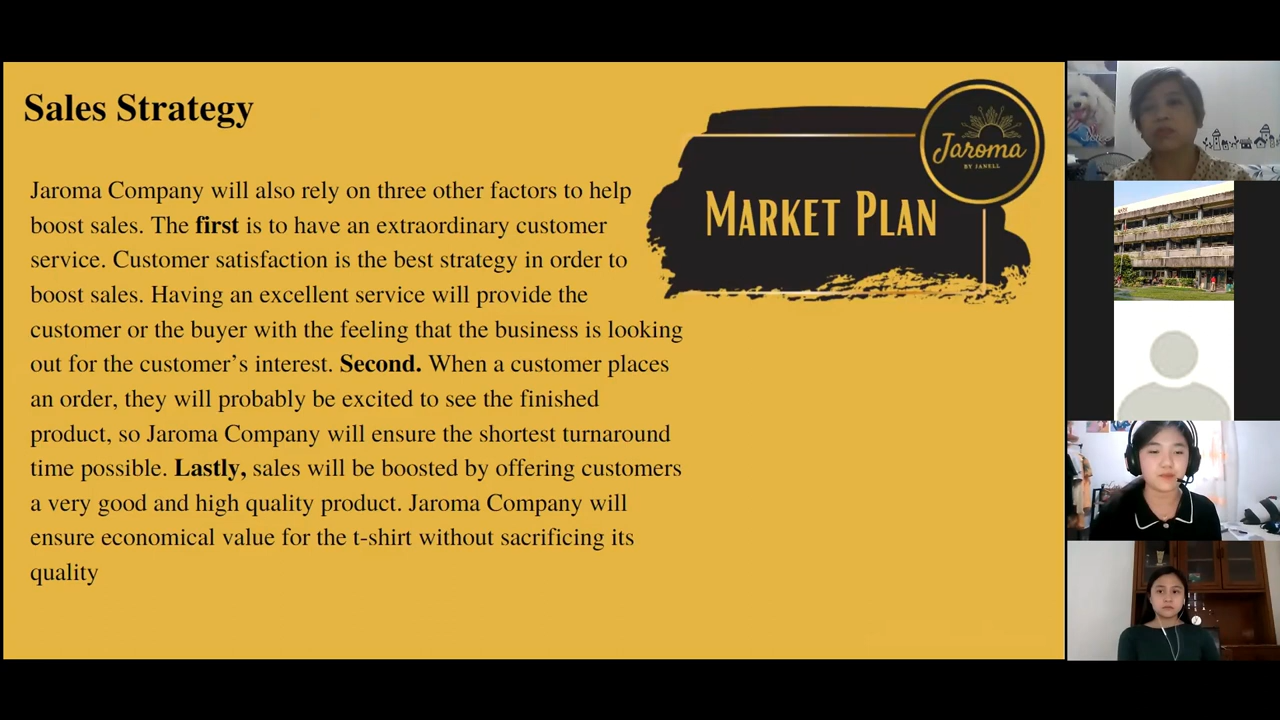 Sales Strategy
Jaroma Company will also rely on three other factors to help
boost sales. The first is to have an extraordinary customer
service. Customer satisfaction is the best strategy in order to
boost sales. Having an excellent service will provide the
customer or the buyer with the feeling that the business is looking
out for the customer’s interest. Second. When a customer places
an order, they will probably be excited to see the finished
product, so Jaroma Company will ensure the shortest turnaround
time possible. Lastly, sales will be boosted by offering customers
a very good and high quality product. Jaroma Company will
ensure economical value for the t-shirt without sacrificing its
quality
Jaroma
BY JANELL
MARKET PLAN